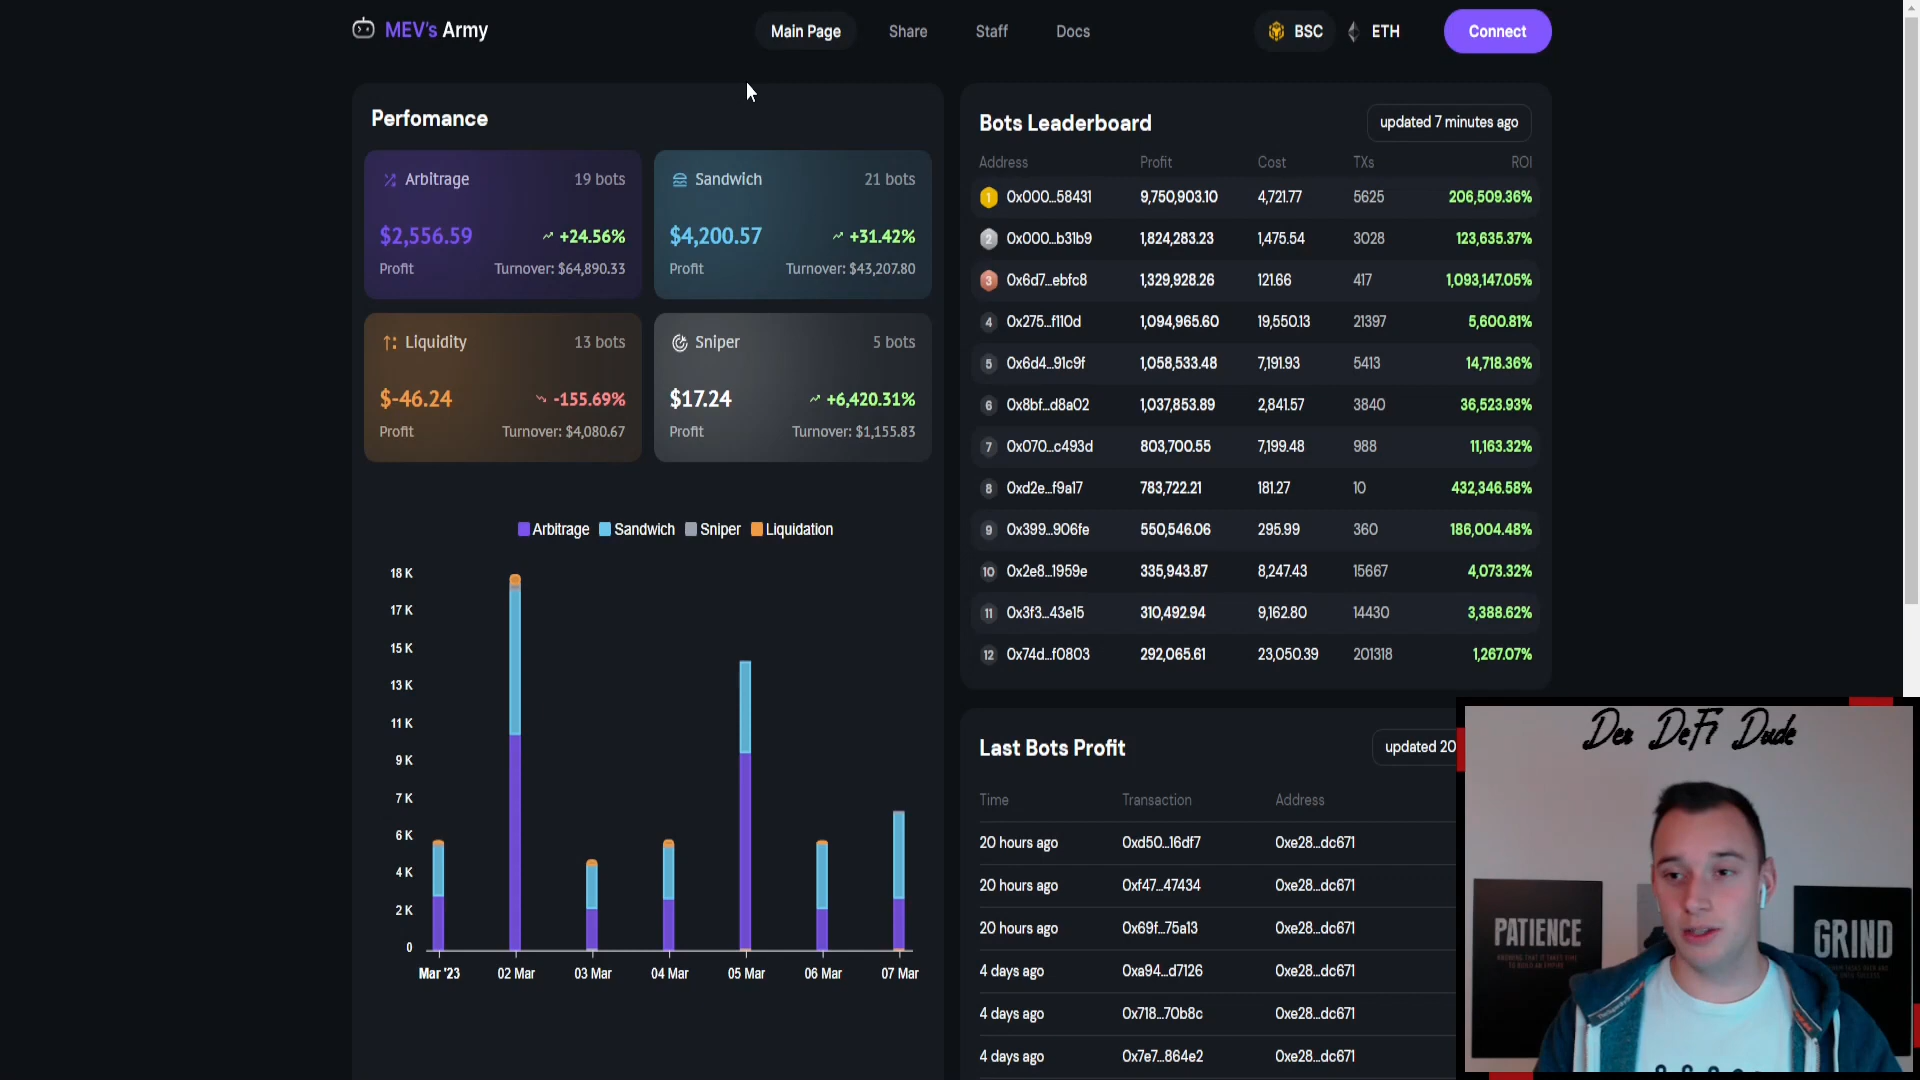 MEV's Army
Main Page
Share
Staff
Docs
BSC
ETH
Connect
Perfomance
Arbitrage 19 bots
$2,556.59 +24.56%
Profit Turnover: $64,890.33
Sandwich 21 bots
$4,200.57 +31.42%
Profit Turnover: $43,207.80
Liquidity 13 bots
$-46.24 -155.69%
Profit Turnover: $4,080.67
Sniper 5 bots
$17.24 +6,420.31%
Profit Turnover: $1,155.83
Arbitrage Sandwich Sniper Liquidation
18 K
17 K
15 K
13 K
11 K
9 K
7 K
6 K
4 K
2 K
0
Mar '23 02 Mar 03 Mar 04 Mar 05 Mar 06 Mar 07 Mar
Bots Leaderboard updated 7 minutes ago
Address Profit Cost TXs ROI
1 0x000...58431 9,750,903.10 4,721.77 5625 206,509.36%
2 0x000...b31b9 1,824,283.23 1,475.54 3028 123,635.37%
3 0x6d7...ebfc8 1,329,928.26 121.66 417 1,093,147.05%
4 0x275...f110d 1,094,965.60 19,550.13 21397 5,600.81%
5 0x6d4...91c9f 1,058,533.48 7,191.93 5413 14,718.36%
6 0x8bf...d8a02 1,037,853.89 2,841.57 3840 36,523.93%
7 0x070...c493d 803,700.55 7,199.48 988 11,163.32%
8 0xd2e...f9a17 783,722.21 181.27 10 432,346.58%
9 0x399...906fe 550,546.06 295.99 360 186,004.48%
10 0x2e8...1959e 335,943.87 8,247.43 15667 4,073.32%
11 0x3f3...43e15 310,492.94 9,162.80 14430 3,388.62%
12 0x74d...f0803 292,065.61 23,050.39 201318 1,267.07%
Last Bots Profit updated 20
Time Transaction Address
20 hours ago 0xd50...16df7 0xe28...dc671
20 hours ago 0xf47...47434 0xe28...dc671
20 hours ago 0x69f...75a13 0xe28...dc671
4 days ago 0xa94...d7126 0xe28...dc671
4 days ago 0x718...70b8c 0xe28...dc671
4 days ago 0x7e7...864e2 0xe28...dc671
Dex DeFi Dude
PATIENCE
GRIND